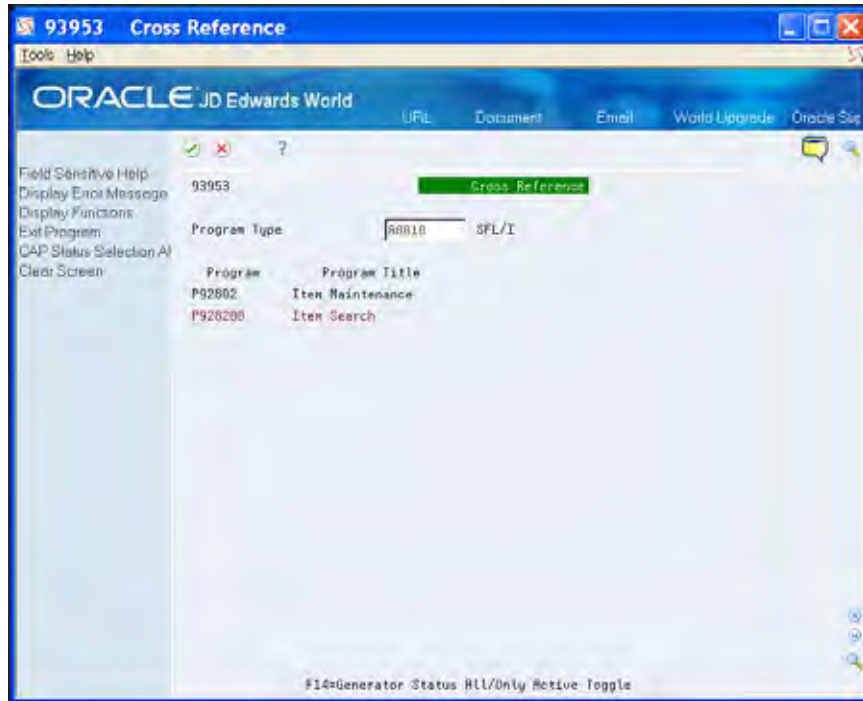 93953 Cross Reference
Tools Help
ORACLE JD Edwards World
URL Document Email World Upgrade Oracle Sup
Field Sensitive Help
Display Error Message
Display Functions
Exit Program
CAP Status Selection Al
Clear Screen
?
93953 Cross Reference
Program Type SFL/I
Program Program Title
P92802 Item Maintenance
P928200 Item Search
F14=Generator Status All/Only Active Toggle